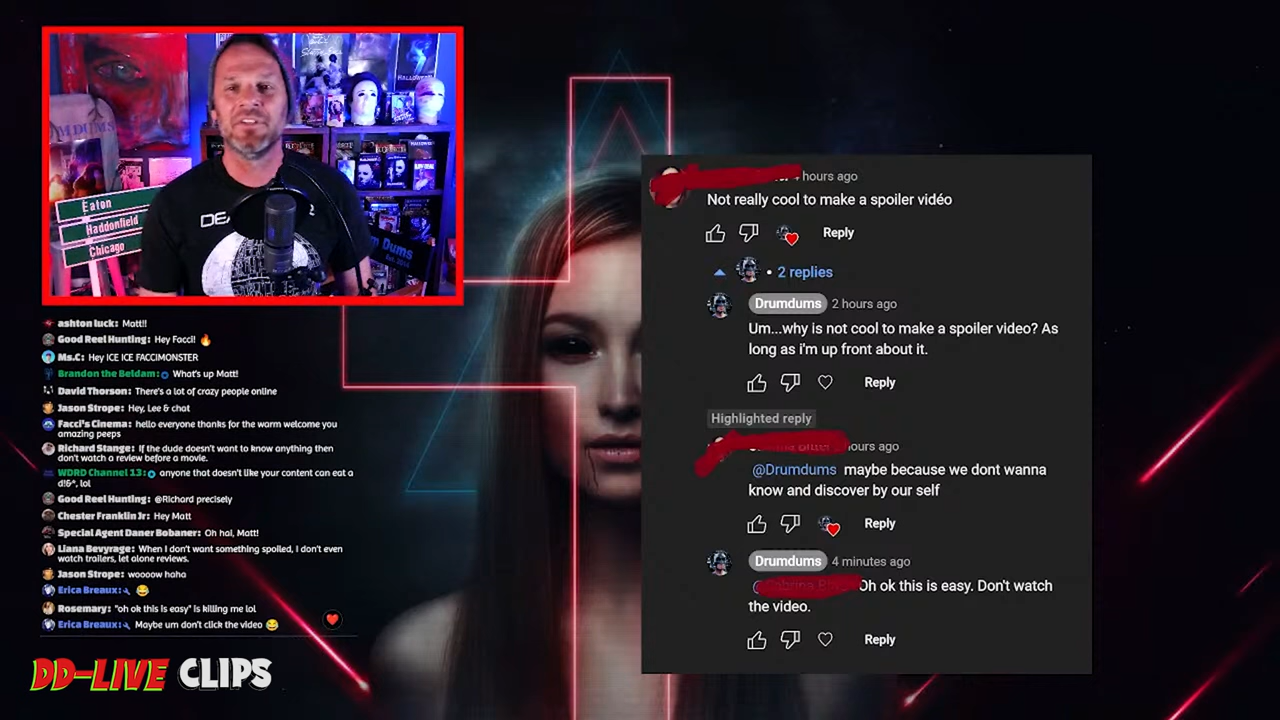 Eaton
Haddonfield
Chicago
HALLOWEEN
ashton luck: Matt!!
Good Reel Hunting: Hey Facci! 🔥
Ms.C: Hey ICE ICE FACCIMONSTER
Brandon the Beldam: What's up Matt!
David Thorson: There's a lot of crazy people online
Jason Strope: Hey, Lee & chat
Facci's Cinema: hello everyone thanks for the warm welcome you
amazing peeps
Richard Stange: If the dude doesn't want to know anything then
don't watch a review before a movie.
WDRD Channel 13: anyone that doesn't like your content can eat a
d!&^, lol
Good Reel Hunting: @Richard precisely
Chester Franklin Jr: Hey Matt
Special Agent Daner Bobaner: Oh hai, Matt!
Liana Bevyrage: When I don't want something spoiled, I don't even
watch trailers, let alone reviews.
Jason Strope: woooow haha
Erica Breaux: 😂
Rosemary: "oh ok this is easy" is killing me lol
Erica Breaux: Maybe um don't click the video 😂
DD-LIVE CLIPS
hours ago
Not really cool to make a spoiler vidéo
Reply
• 2 replies
Drumdums 2 hours ago
Um...why is not cool to make a spoiler video? As
long as i'm up front about it.
Reply
Highlighted reply
hours ago
@Drumdums maybe because we dont wanna
know and discover by our self
Reply
Drumdums 4 minutes ago
Oh ok this is easy. Don't watch
the video.
Reply